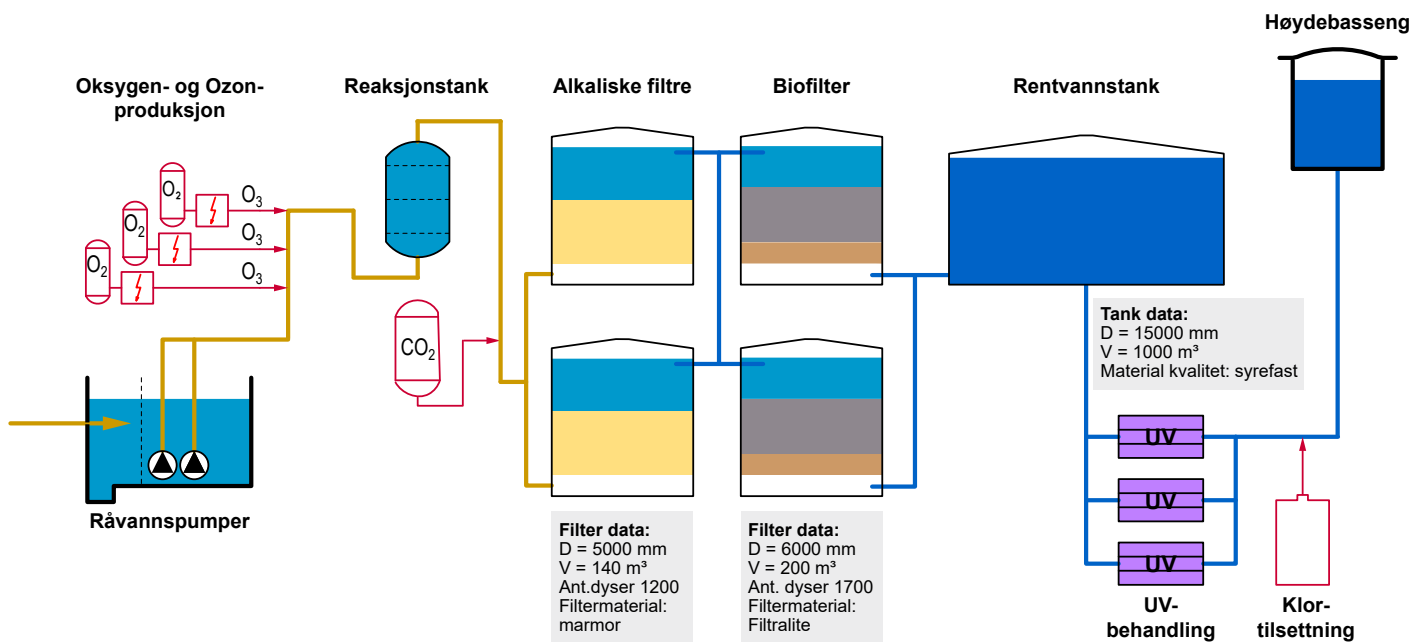 Høydebasseng
Oksygen- og Ozon-
produksjon
Reaksjonstank
Alkaliske filtre
Biofilter
Rentvannstank
O₂
O₃
O₂
O₃
O₂
O₃
CO₂
Råvannspumper
Filter data:
D = 5000 mm
V = 140 m³
Ant.dyser 1200
Filtermaterial:
marmor
Filter data:
D = 6000 mm
V = 200 m³
Ant. dyser 1700
Filtermaterial:
Filtralite
Tank data:
D = 15000 mm
V = 1000 m³
Material kvalitet: syrefast
UV
UV
UV
UV-
behandling
Klor-
tilsettning